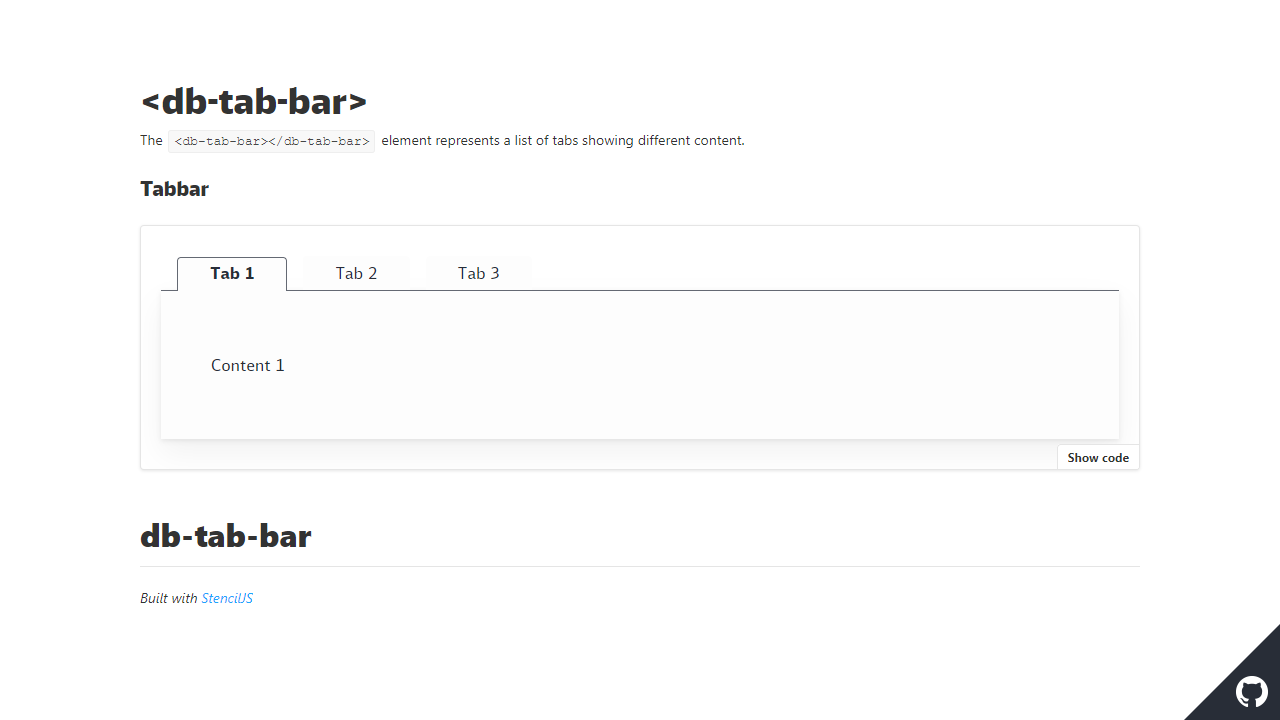 <db-tab-bar>
The <db-tab-bar></db-tab-bar> element represents a list of tabs showing different content.
Tabbar
Tab 1 Tab 2 Tab 3
Content 1
Show code
db-tab-bar
Built with StencilJS